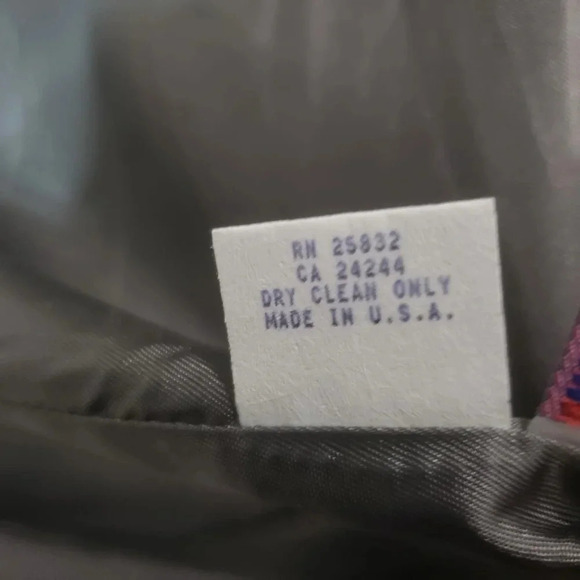 RN 25832
CA 24244
DRY CLEAN ONLY
MADE IN U.S.A.